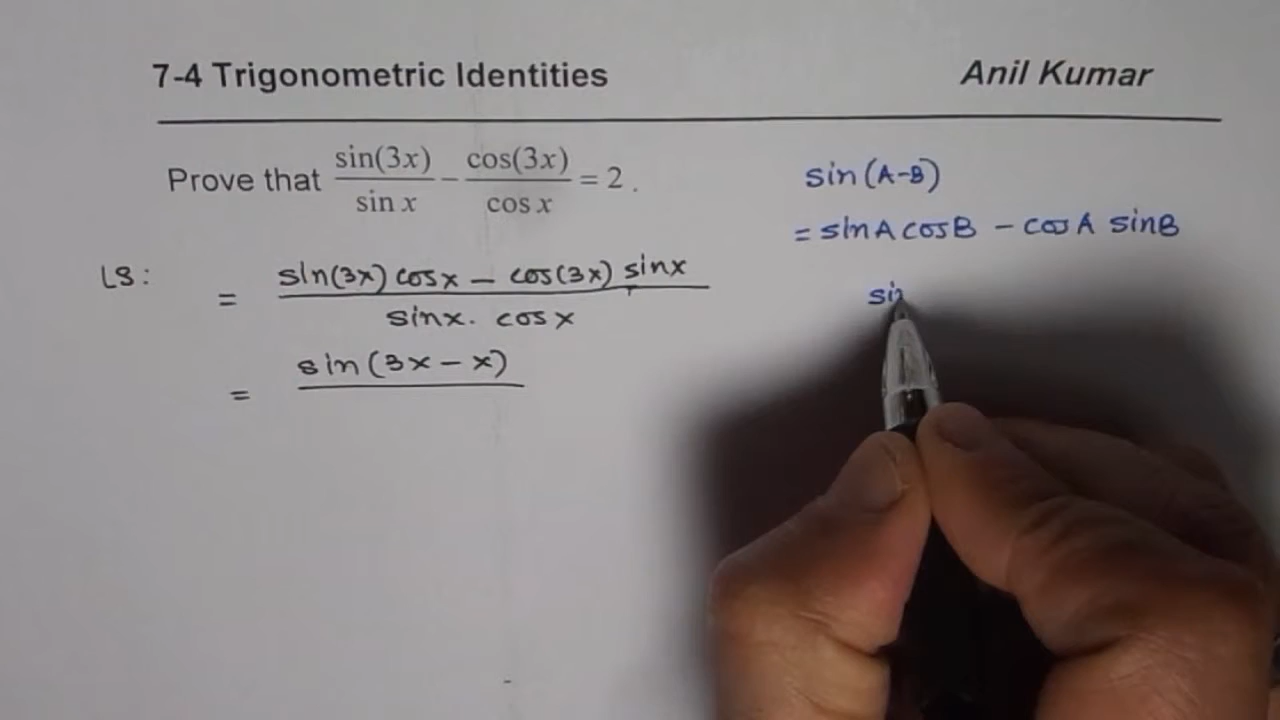 7-4 Trigonometric Identities Anil Kumar
Prove that sin(3x)/sin x − cos(3x)/cos x = 2 .
sin(A-B)
= sinA cosB − cosA sinB
LS: = sin(3x) cosx − cos(3x) sinx / sinx. cosx
sin
= sin(3x − x)